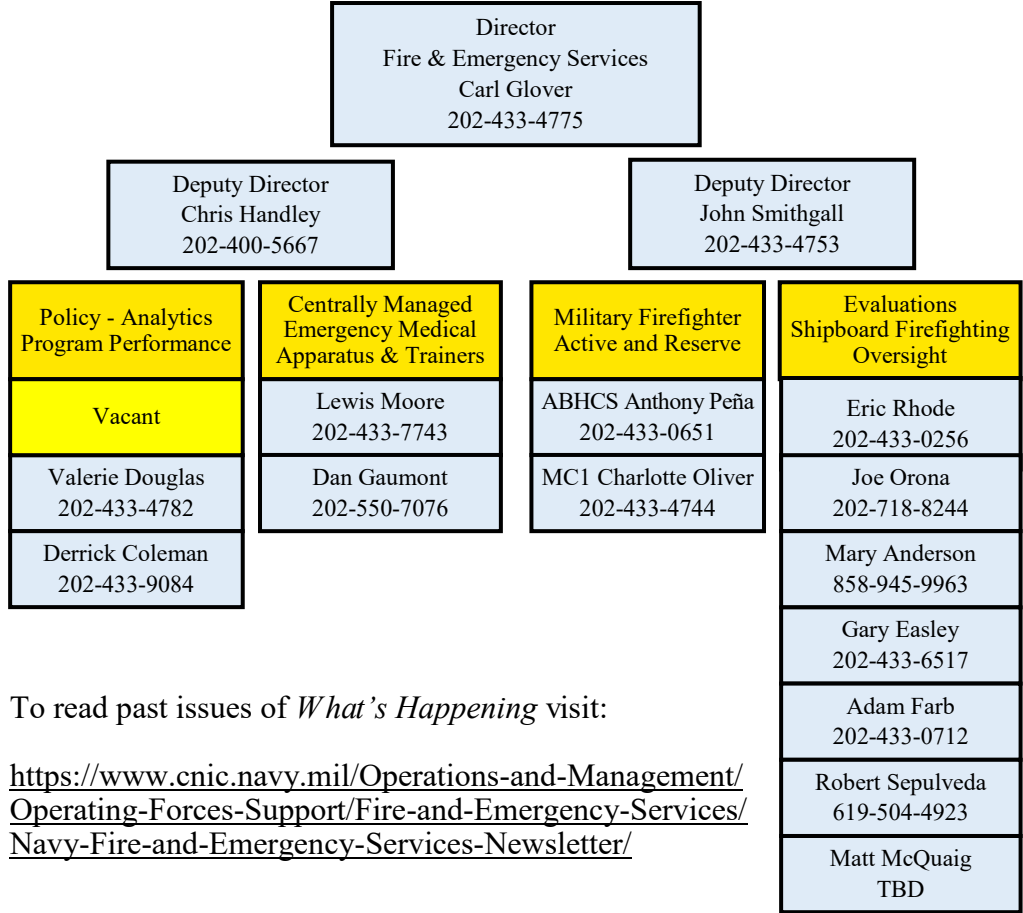 Director
Fire & Emergency Services
Carl Glover
202-433-4775
Deputy Director
Chris Handley
202-400-5667
Deputy Director
John Smithgall
202-433-4753
Policy - Analytics
Program Performance
Vacant
Valerie Douglas
202-433-4782
Derrick Coleman
202-433-9084
Centrally Managed
Emergency Medical
Apparatus & Trainers
Lewis Moore
202-433-7743
Dan Gaumont
202-550-7076
Military Firefighter
Active and Reserve
ABHCS Anthony Peña
202-433-0651
MC1 Charlotte Oliver
202-433-4744
Evaluations
Shipboard Firefighting
Oversight
Eric Rhode
202-433-0256
Joe Orona
202-718-8244
Mary Anderson
858-945-9963
Gary Easley
202-433-6517
Adam Farb
202-433-0712
Robert Sepulveda
619-504-4923
Matt McQuaig
TBD
To read past issues of What’s Happening visit:
https://www.cnic.navy.mil/Operations-and-Management/
Operating-Forces-Support/Fire-and-Emergency-Services/
Navy-Fire-and-Emergency-Services-Newsletter/